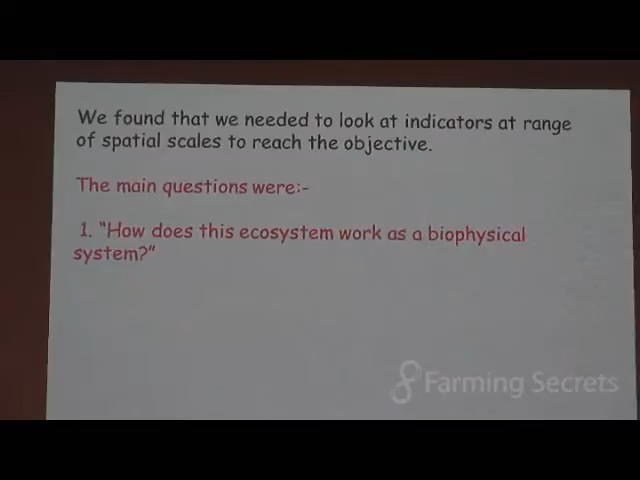 We found that we needed to look at indicators at range
of spatial scales to reach the objective.
The main questions were:-
1. “How does this ecosystem work as a biophysical
system?”
Farming Secrets